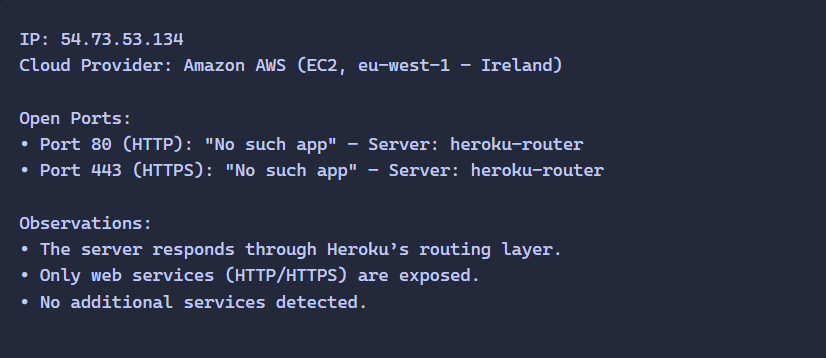 IP: 54.73.53.134
Cloud Provider: Amazon AWS (EC2, eu-west-1 – Ireland)
Open Ports:
• Port 80 (HTTP): "No such app" – Server: heroku-router
• Port 443 (HTTPS): "No such app" – Server: heroku-router
Observations:
• The server responds through Heroku’s routing layer.
• Only web services (HTTP/HTTPS) are exposed.
• No additional services detected.